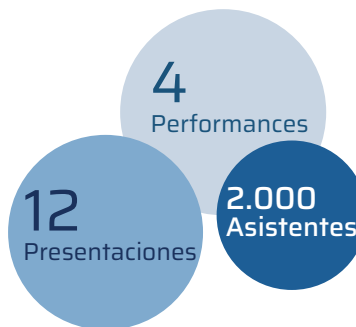 4
Performances
12
Presentaciones
2.000
Asistentes